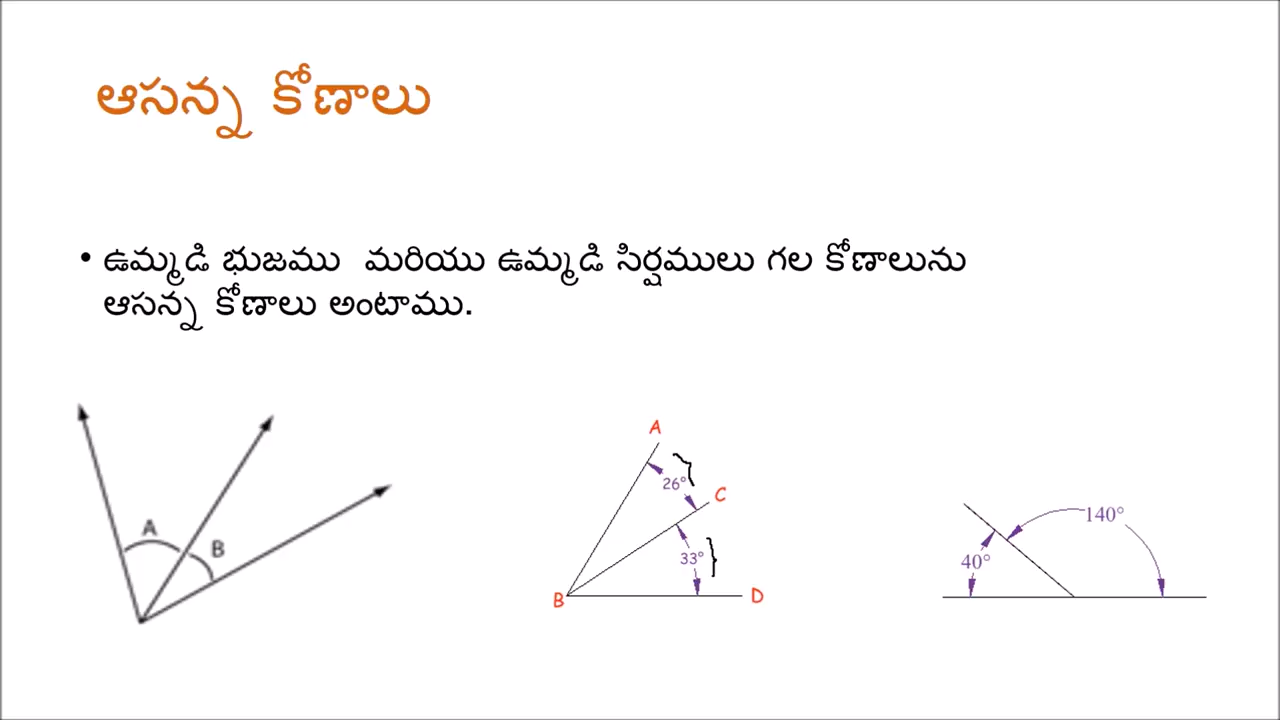 ఆసన్న కోణాలు
• ఉమ్మడి భుజము మరియు ఉమ్మడి సిర్షములు గల కోణాలును
ఆసన్న కోణాలు అంటాము.
A
B
A
26°
C
33°
B
D
140°
40°